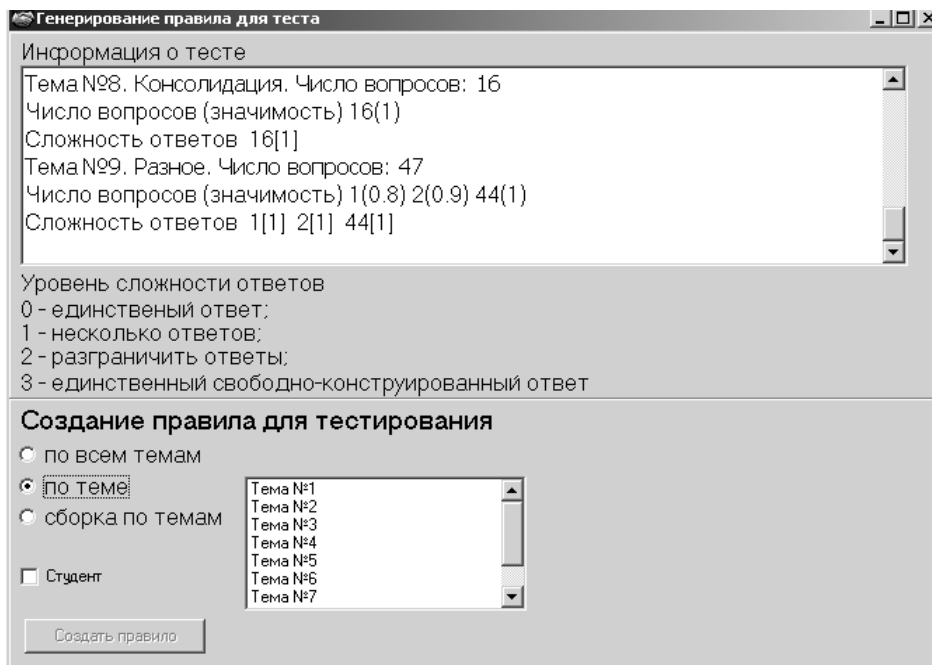 Генерирование правила для теста
Информация о тесте
Тема №8. Консолидация. Число вопросов: 16
Число вопросов (значимость) 16(1)
Сложность ответов 16[1]
Тема №9. Разное. Число вопросов: 47
Число вопросов (значимость) 1(0.8) 2(0.9) 44(1)
Сложность ответов 1[1] 2[1] 44[1]
Уровень сложности ответов
0 - единственый ответ;
1 - несколько ответов;
2 - разграничить ответы;
3 - единственный свободно-конструированный ответ
Создание правила для тестирования
по всем темам
по теме
сборка по темам
Тема №1
Тема №2
Тема №3
Тема №4
Тема №5
Тема №6
Тема №7
Студент
Создать правило